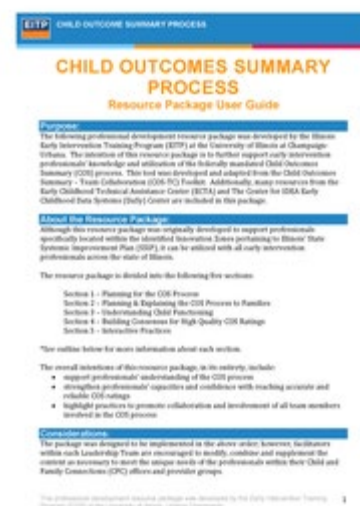 EITP CHILD OUTCOME SUMMARY PROCESS
CHILD OUTCOMES SUMMARY
PROCESS
Resource Package User Guide
Purpose:
The following professional development resource package was developed by the Illinois
Early Intervention Training Program (EITP) at the University of Illinois at Champaign-
Urbana. The intention of this resource package is to further support early intervention
professionals' knowledge and utilization of the federally mandated Child Outcomes
Summary (COS) process. This tool was developed and adapted from the Child Outcomes
Summary – Team Collaboration (COS-TC) Toolkit. Additionally, many resources from the
Early Childhood Technical Assistance Center (ECTA) and The Center for IDEA Early
Childhood Data Systems (DaSy) Center are included in this package.
About the Resource Package:
Although this resource package was originally developed to support professionals
specifically located within the identified Innovation Zones pertaining to Illinois' State
Systemic Improvement Plan (SSIP), it can be utilized with all early intervention
professionals across the state of Illinois.
The resource package is divided into the following five sections:
Section 1 – Planning for the COS Process
Section 2 – Planning & Explaining the COS Process to Families
Section 3 – Understanding Child Functioning
Section 4 – Building Consensus for High Quality COS Ratings
Section 5 – Interactive Practices
*See outline below for more information about each section.
The overall intentions of this resource package, in its entirety, include:
• support professionals' understanding of the COS process
• strengthen professionals' capacities and confidence with reaching accurate and
reliable COS ratings
• highlight practices to promote collaboration and involvement of all team members
involved in the COS process
Considerations:
The package was designed to be implemented in the above order; however, facilitators
within each Leadership Team are encouraged to modify, combine and supplement the
content as necessary to meet the unique needs of the professionals within their Child and
Family Connections (CFC) offices and provider groups.
This professional development resource package was developed by the Early Intervention Training
1